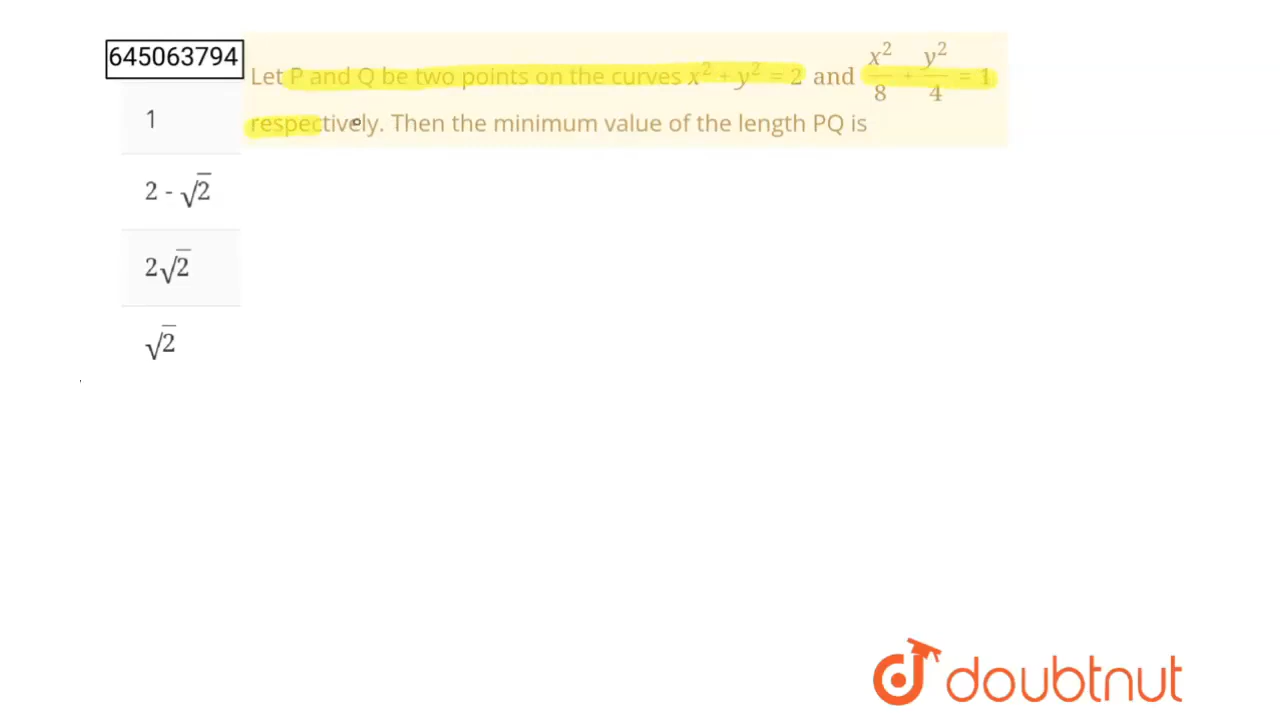 645063794
Let P and Q be two points on the curves x² + y² = 2 and x²/8 + y²/4 = 1
respectively. Then the minimum value of the length PQ is
1
2 - √2
2√2
√2
doubtnut